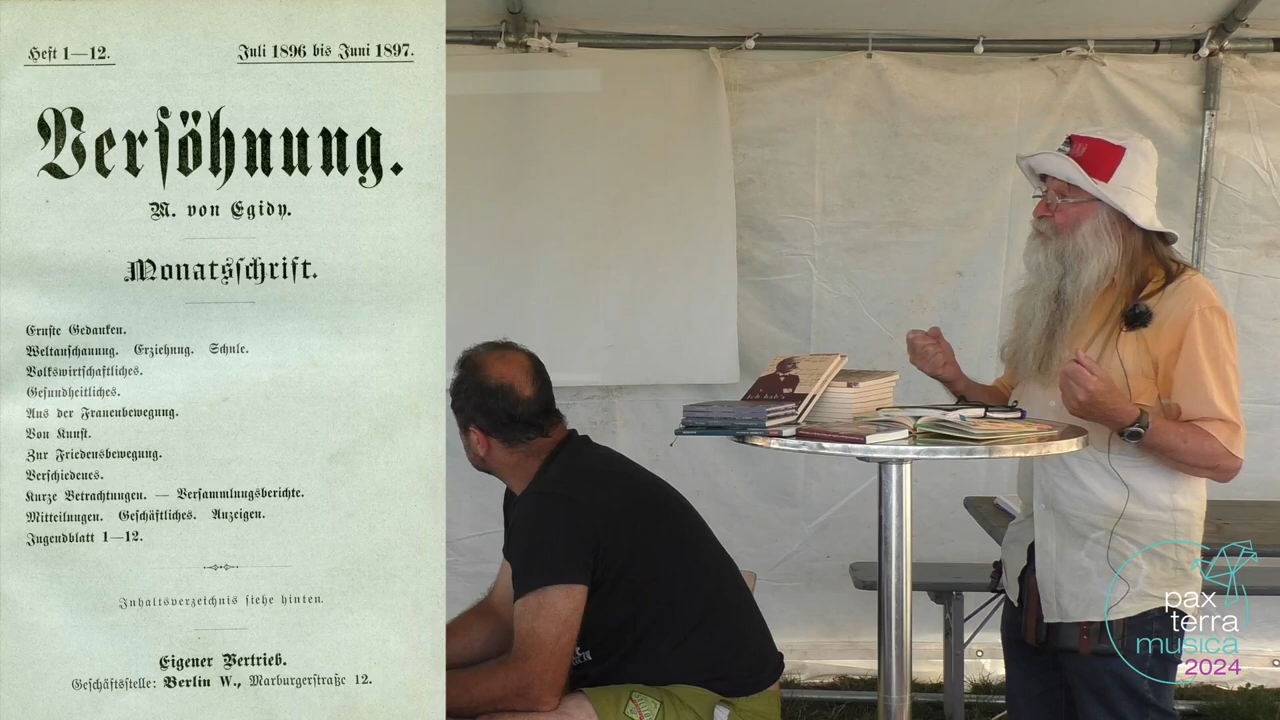 Heft 1—12. Juli 1896 bis Juni 1897.
Versöhnung.
M. von Egidy.
Monatsschrift.
Ernste Gedanken.
Weltanschauung. Erziehung. Schule.
Volkswirtschaftliches.
Gesundheitliches.
Aus der Frauenbewegung.
Von Kunst.
Zur Friedensbewegung.
Verschiedenes.
Kurze Betrachtungen. — Versammlungsberichte.
Mitteilungen. Geschäftliches. Anzeigen.
Jugendblatt 1—12.
Inhaltsverzeichnis siehe hinten.
Eigener Vertrieb.
Geschäftsstelle: Berlin W., Marburgerstraße 12.
pax
terra
musica
2024